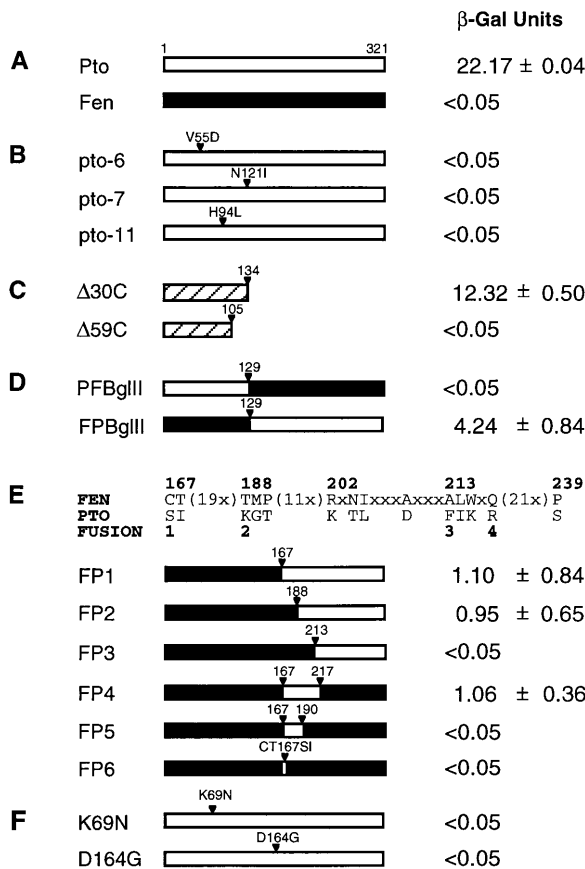 β-Gal Units
1 321
A Pto 22.17 ± 0.04
Fen <0.05
V55D
B pto-6 <0.05
N121I
pto-7 <0.05
H94L
pto-11 <0.05
134
C Δ30C 12.32 ± 0.50
105
Δ59C <0.05
129
D PFBglII <0.05
129
FPBglII 4.24 ± 0.84
167 188 202 213 239
E FEN CT(19x)TMP(11x)RxNIxxxAxxxALWxQ(21x)P
PTO SI KGT K TL D FIK R S
FUSION 1 2 3 4
167
FP1 1.10 ± 0.84
188
FP2 0.95 ± 0.65
213
FP3 <0.05
167 217
FP4 1.06 ± 0.36
167 190
FP5 <0.05
CT167SI
FP6 <0.05
K69N
F K69N <0.05
D164G
D164G <0.05